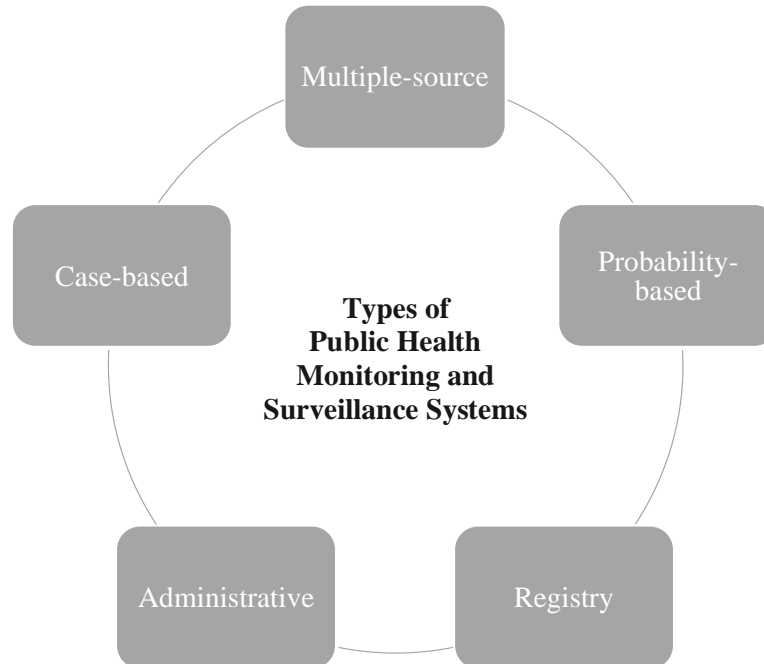 Multiple-source
Probability-
based
Case-based
Types of
Public Health
Monitoring and
Surveillance Systems
Administrative
Registry